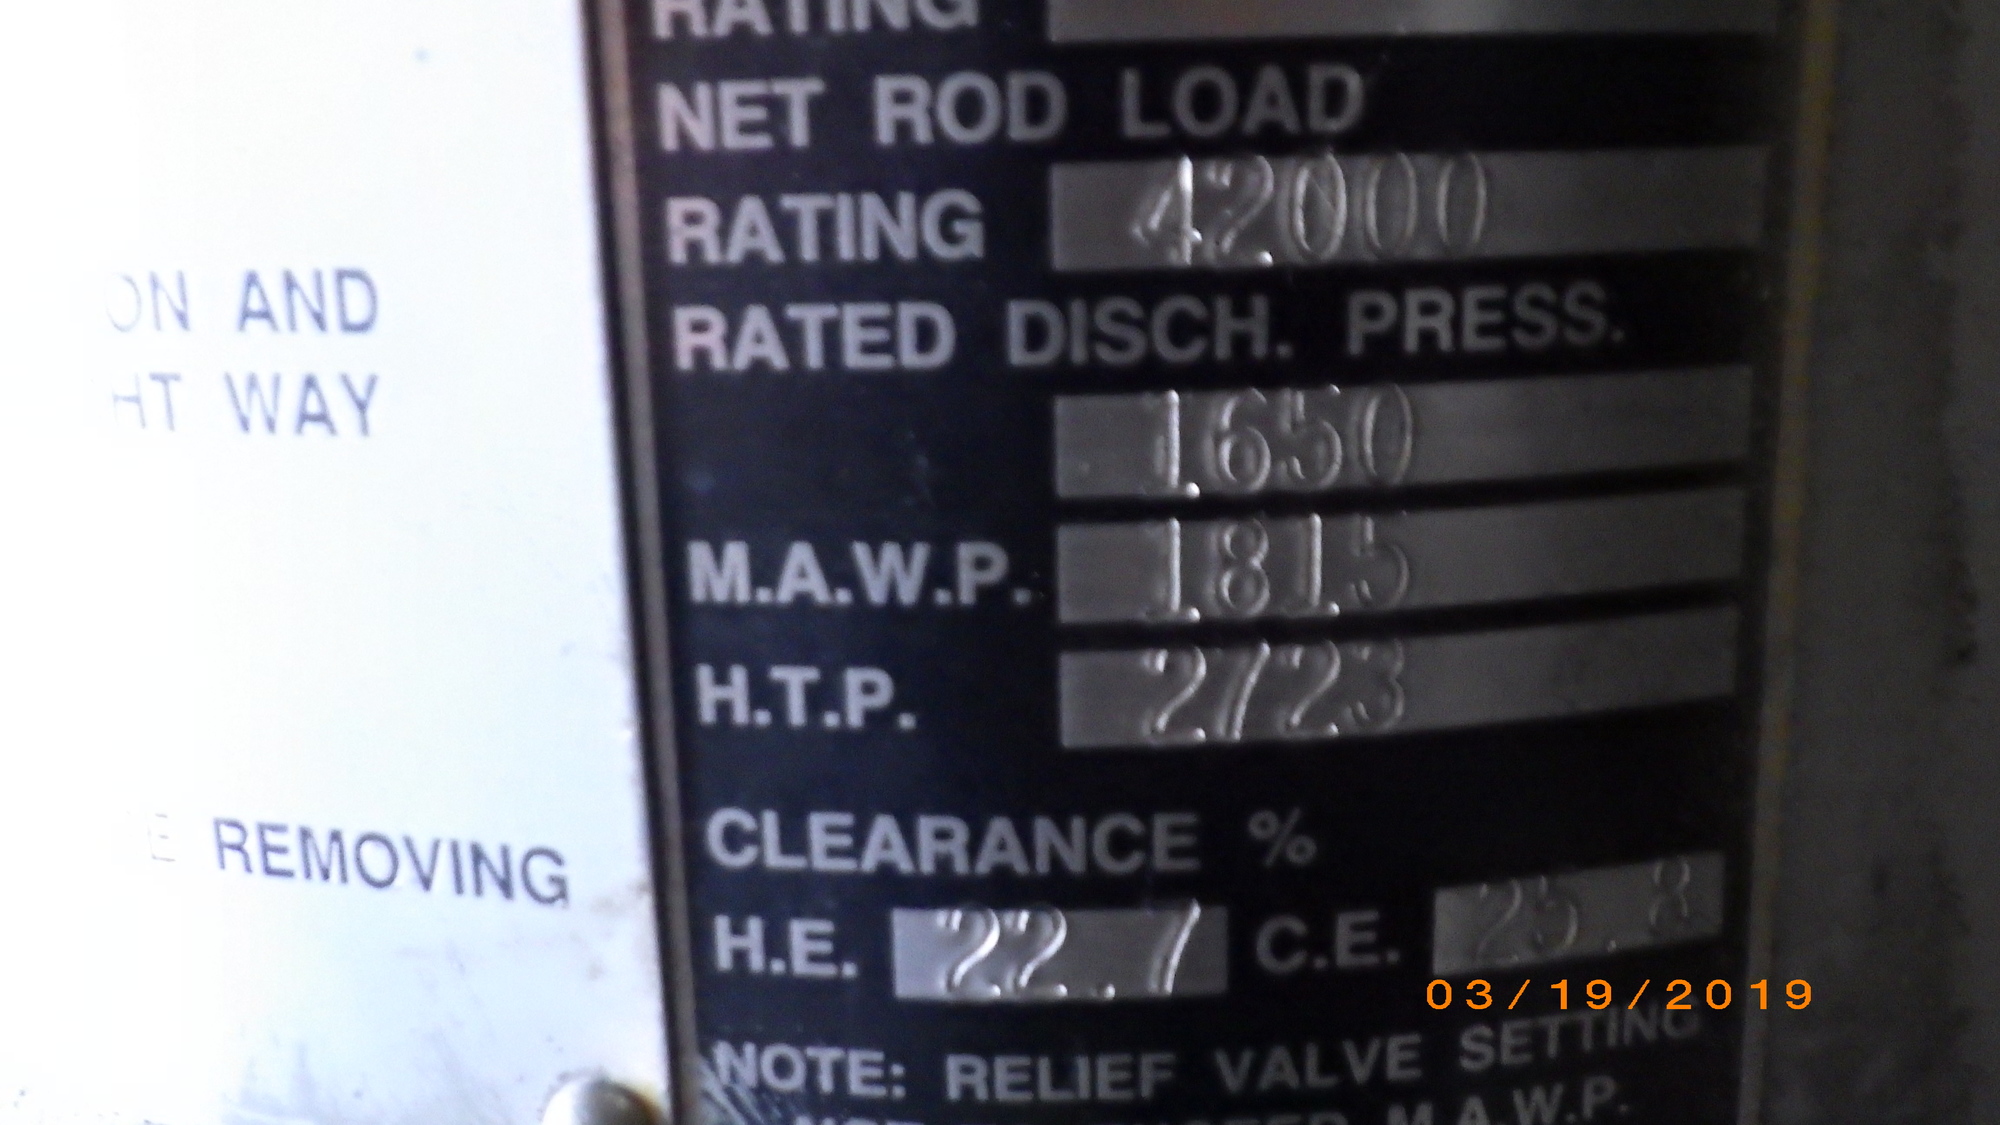 RATING
NET ROD LOAD
RATING 42000
RATED DISCH. PRESS.
1650
M.A.W.P. 1815
H.T.P. 2723
CLEARANCE %
H.E. 22.7 C.E. 25.8
NOTE: RELIEF VALVE SETTING
M.A.W.P.
ON AND
HT WAY
E REMOVING
03/19/2019